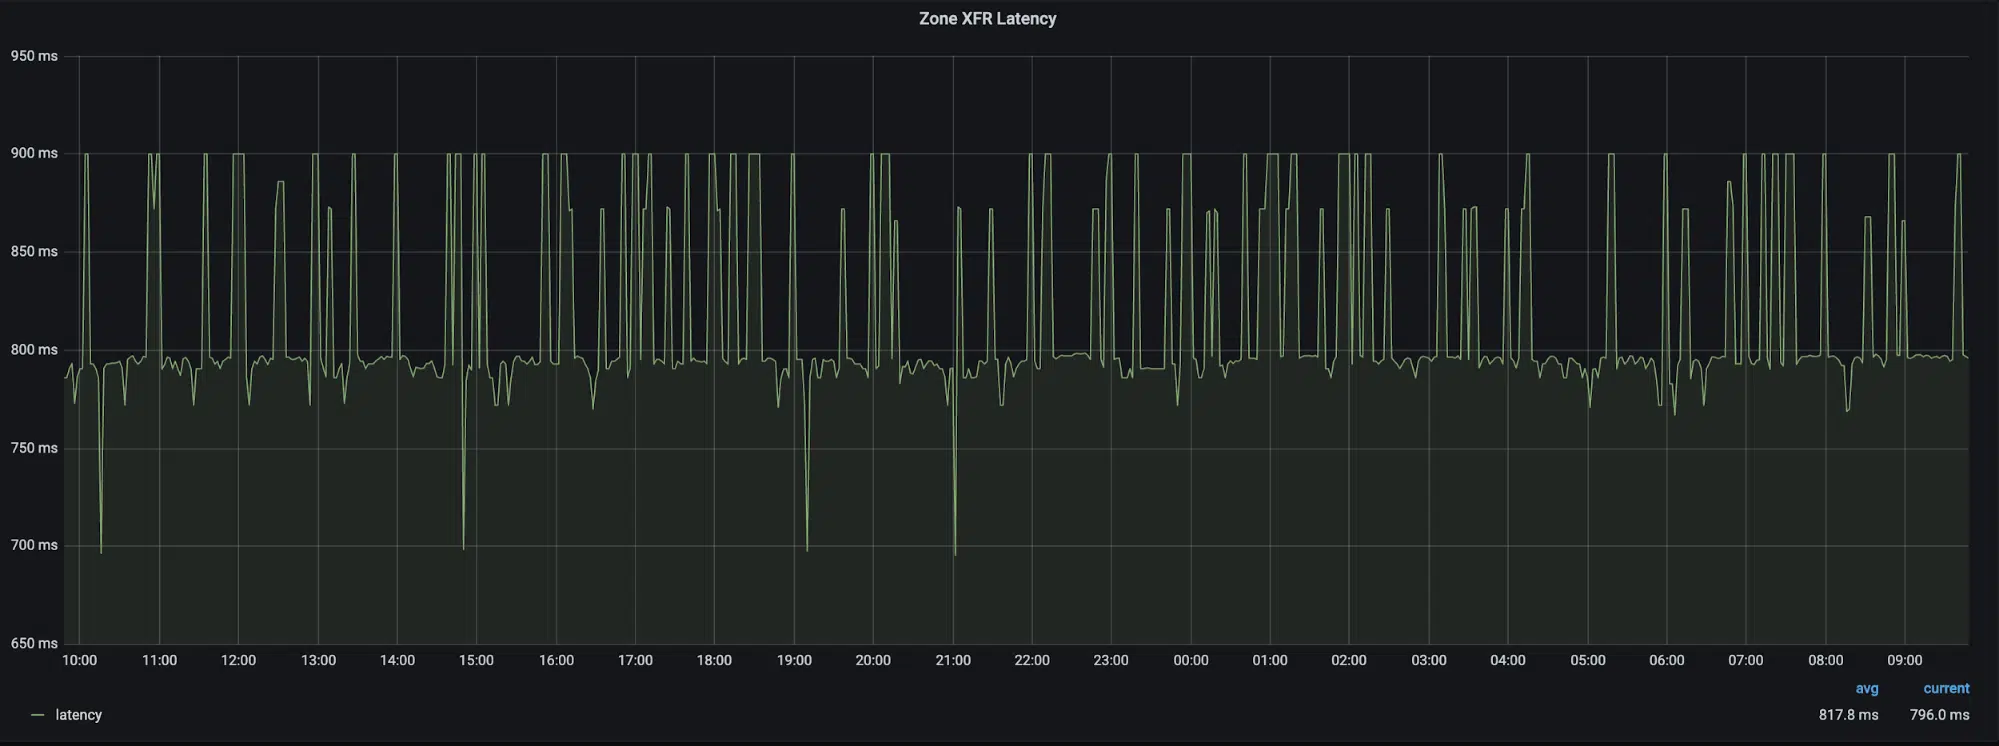 Zone XFR Latency
950 ms
900 ms
850 ms
800 ms
750 ms
700 ms
650 ms
10:00 11:00 12:00 13:00 14:00 15:00 16:00 17:00 18:00 19:00 20:00 21:00 22:00 23:00 00:00 01:00 02:00 03:00 04:00 05:00 06:00 07:00 08:00 09:00
avg current
latency 817.8 ms 796.0 ms